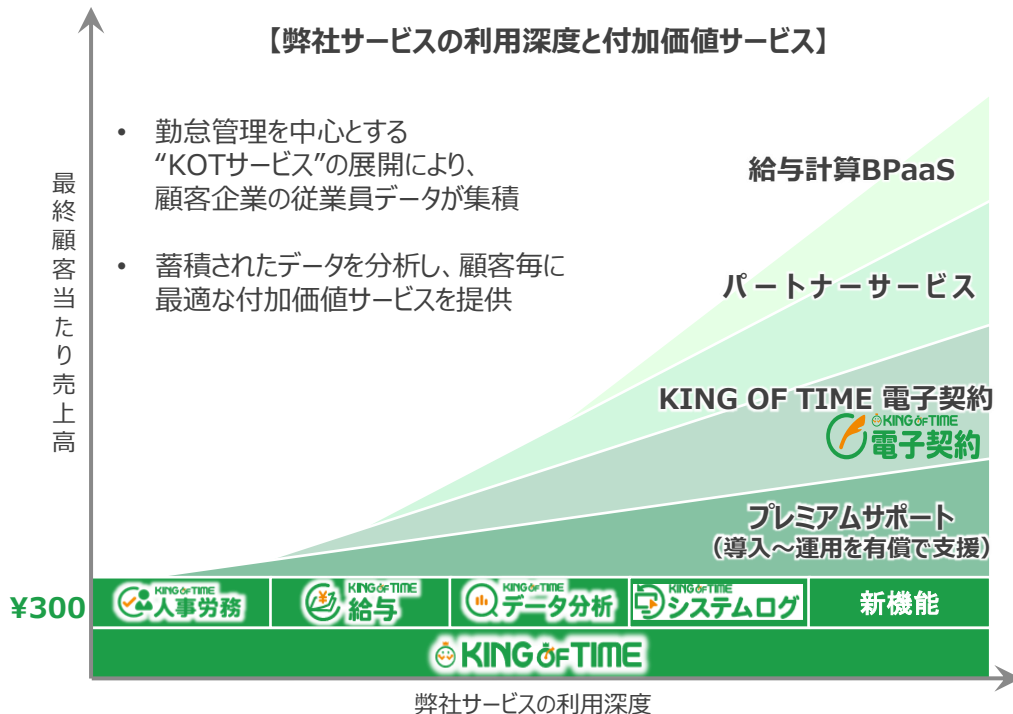 【弊社サービスの利用深度と付加価値サービス】
• 勤怠管理を中心とする
“KOTサービス”の展開により、
顧客企業の従業員データが集積
• 蓄積されたデータを分析し、顧客毎に
最適な付加価値サービスを提供
最終顧客当たり売上高
給与計算BPaaS
パートナーサービス
KING OF TIME 電子契約
KING OF TIME
電子契約
プレミアムサポート
（導入～運用を有償で支援）
¥300
KING OF TIME
人事労務
KING OF TIME
給与
KING OF TIME
データ分析
KING OF TIME
システムログ
新機能
KING OF TIME
弊社サービスの利用深度